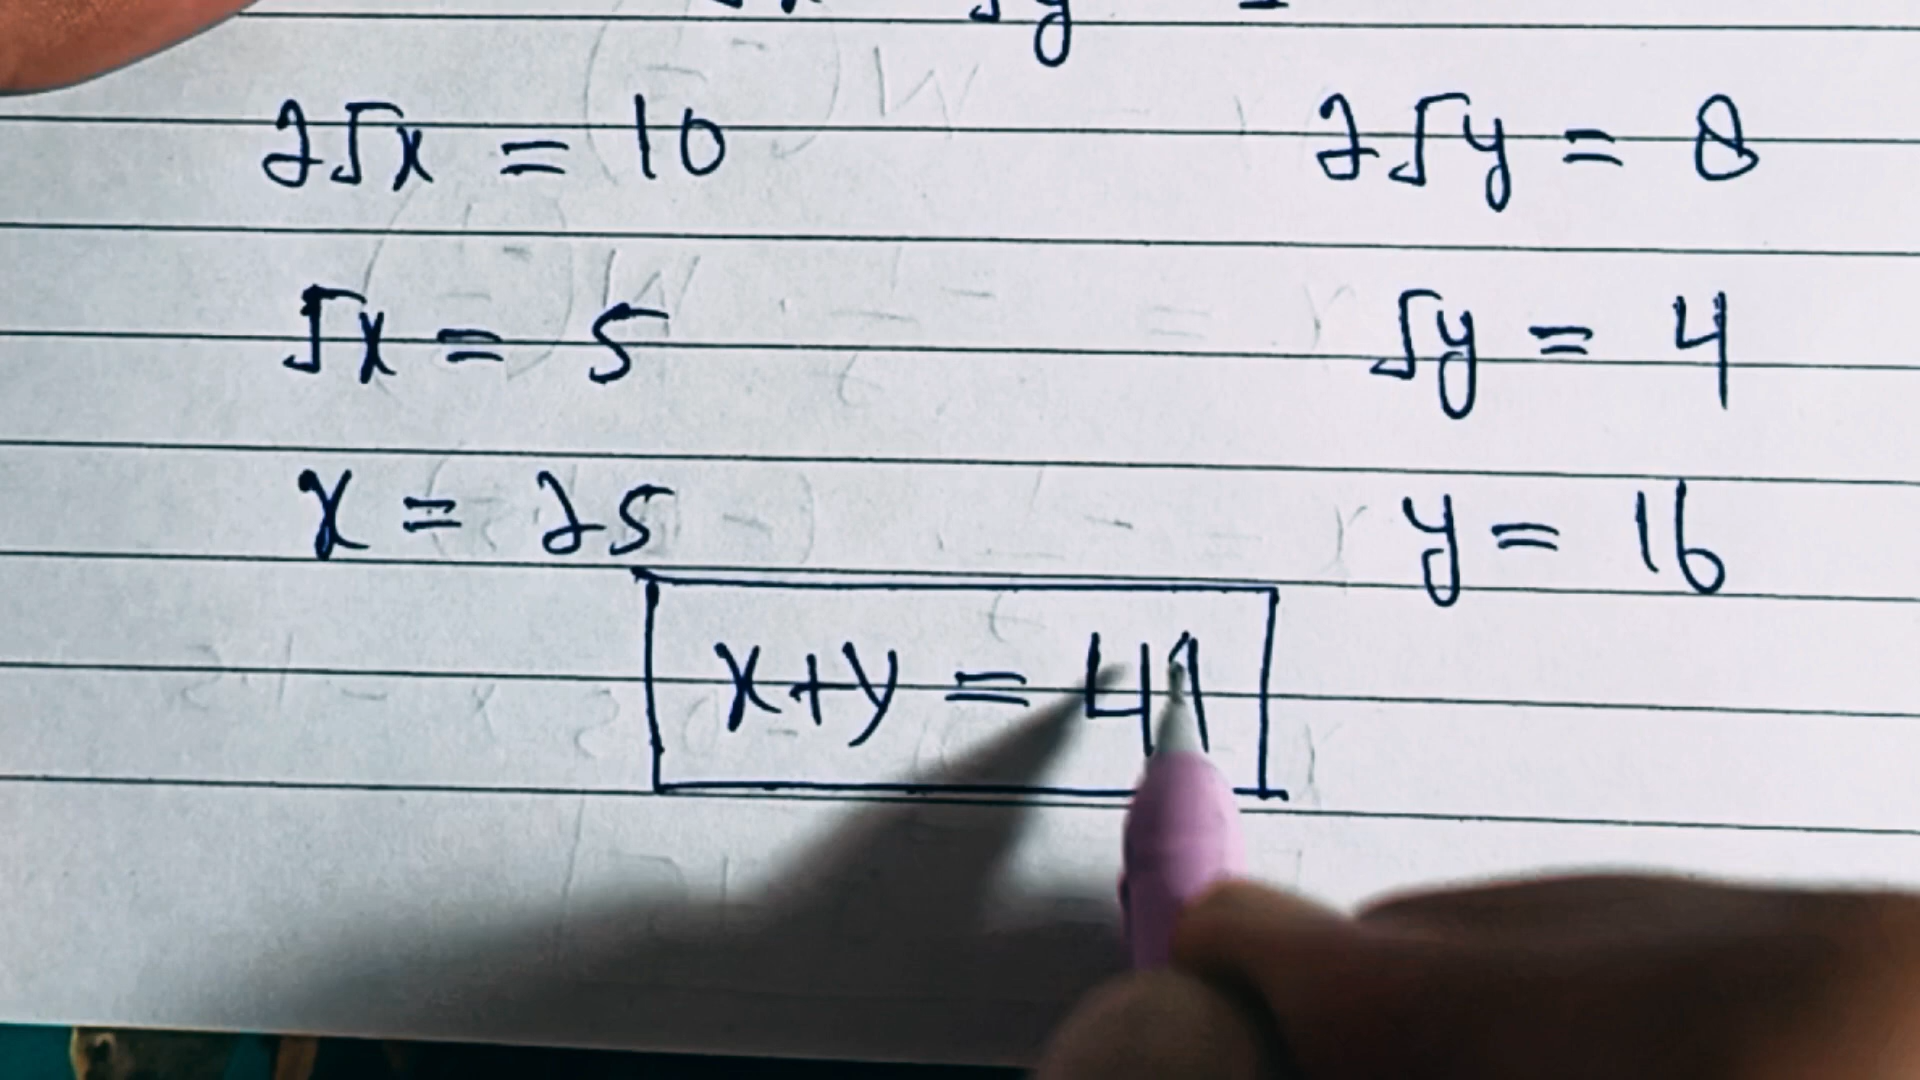 2√x = 10 2√y = 8
√x = 5 √y = 4
x = 25 y = 16
x+y = 41